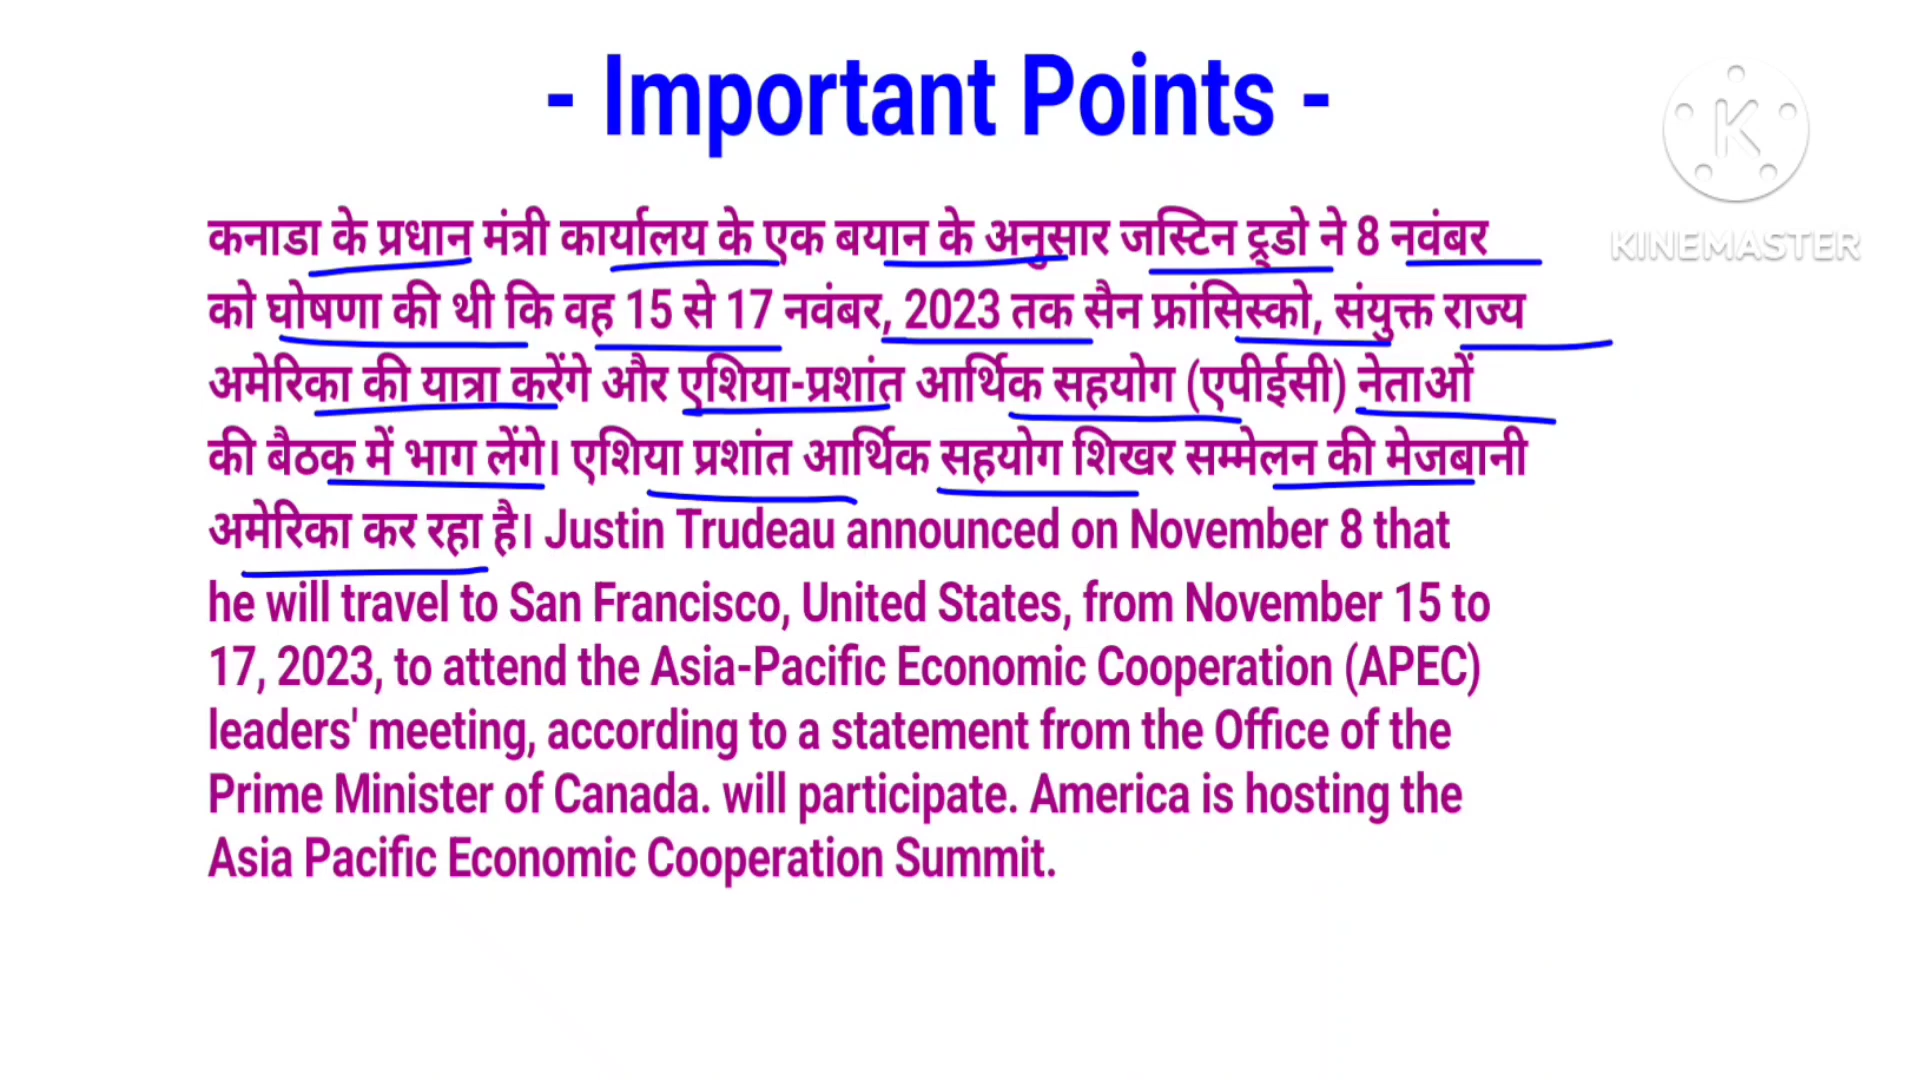 - Important Points -
कनाडा के प्रधान मंत्री कार्यालय के एक बयान के अनुसार जस्टिन ट्रूडो ने 8 नवंबर
को घोषणा की थी कि वह 15 से 17 नवंबर, 2023 तक सैन फ्रांसिस्को, संयुक्त राज्य
अमेरिका की यात्रा करेंगे और एशिया-प्रशांत आर्थिक सहयोग (एपीईसी) नेताओं
की बैठक में भाग लेंगे। एशिया प्रशांत आर्थिक सहयोग शिखर सम्मेलन की मेजबानी
अमेरिका कर रहा है। Justin Trudeau announced on November 8 that
he will travel to San Francisco, United States, from November 15 to
17, 2023, to attend the Asia-Pacific Economic Cooperation (APEC)
leaders' meeting, according to a statement from the Office of the
Prime Minister of Canada. will participate. America is hosting the
Asia Pacific Economic Cooperation Summit.
K
KINEMASTER